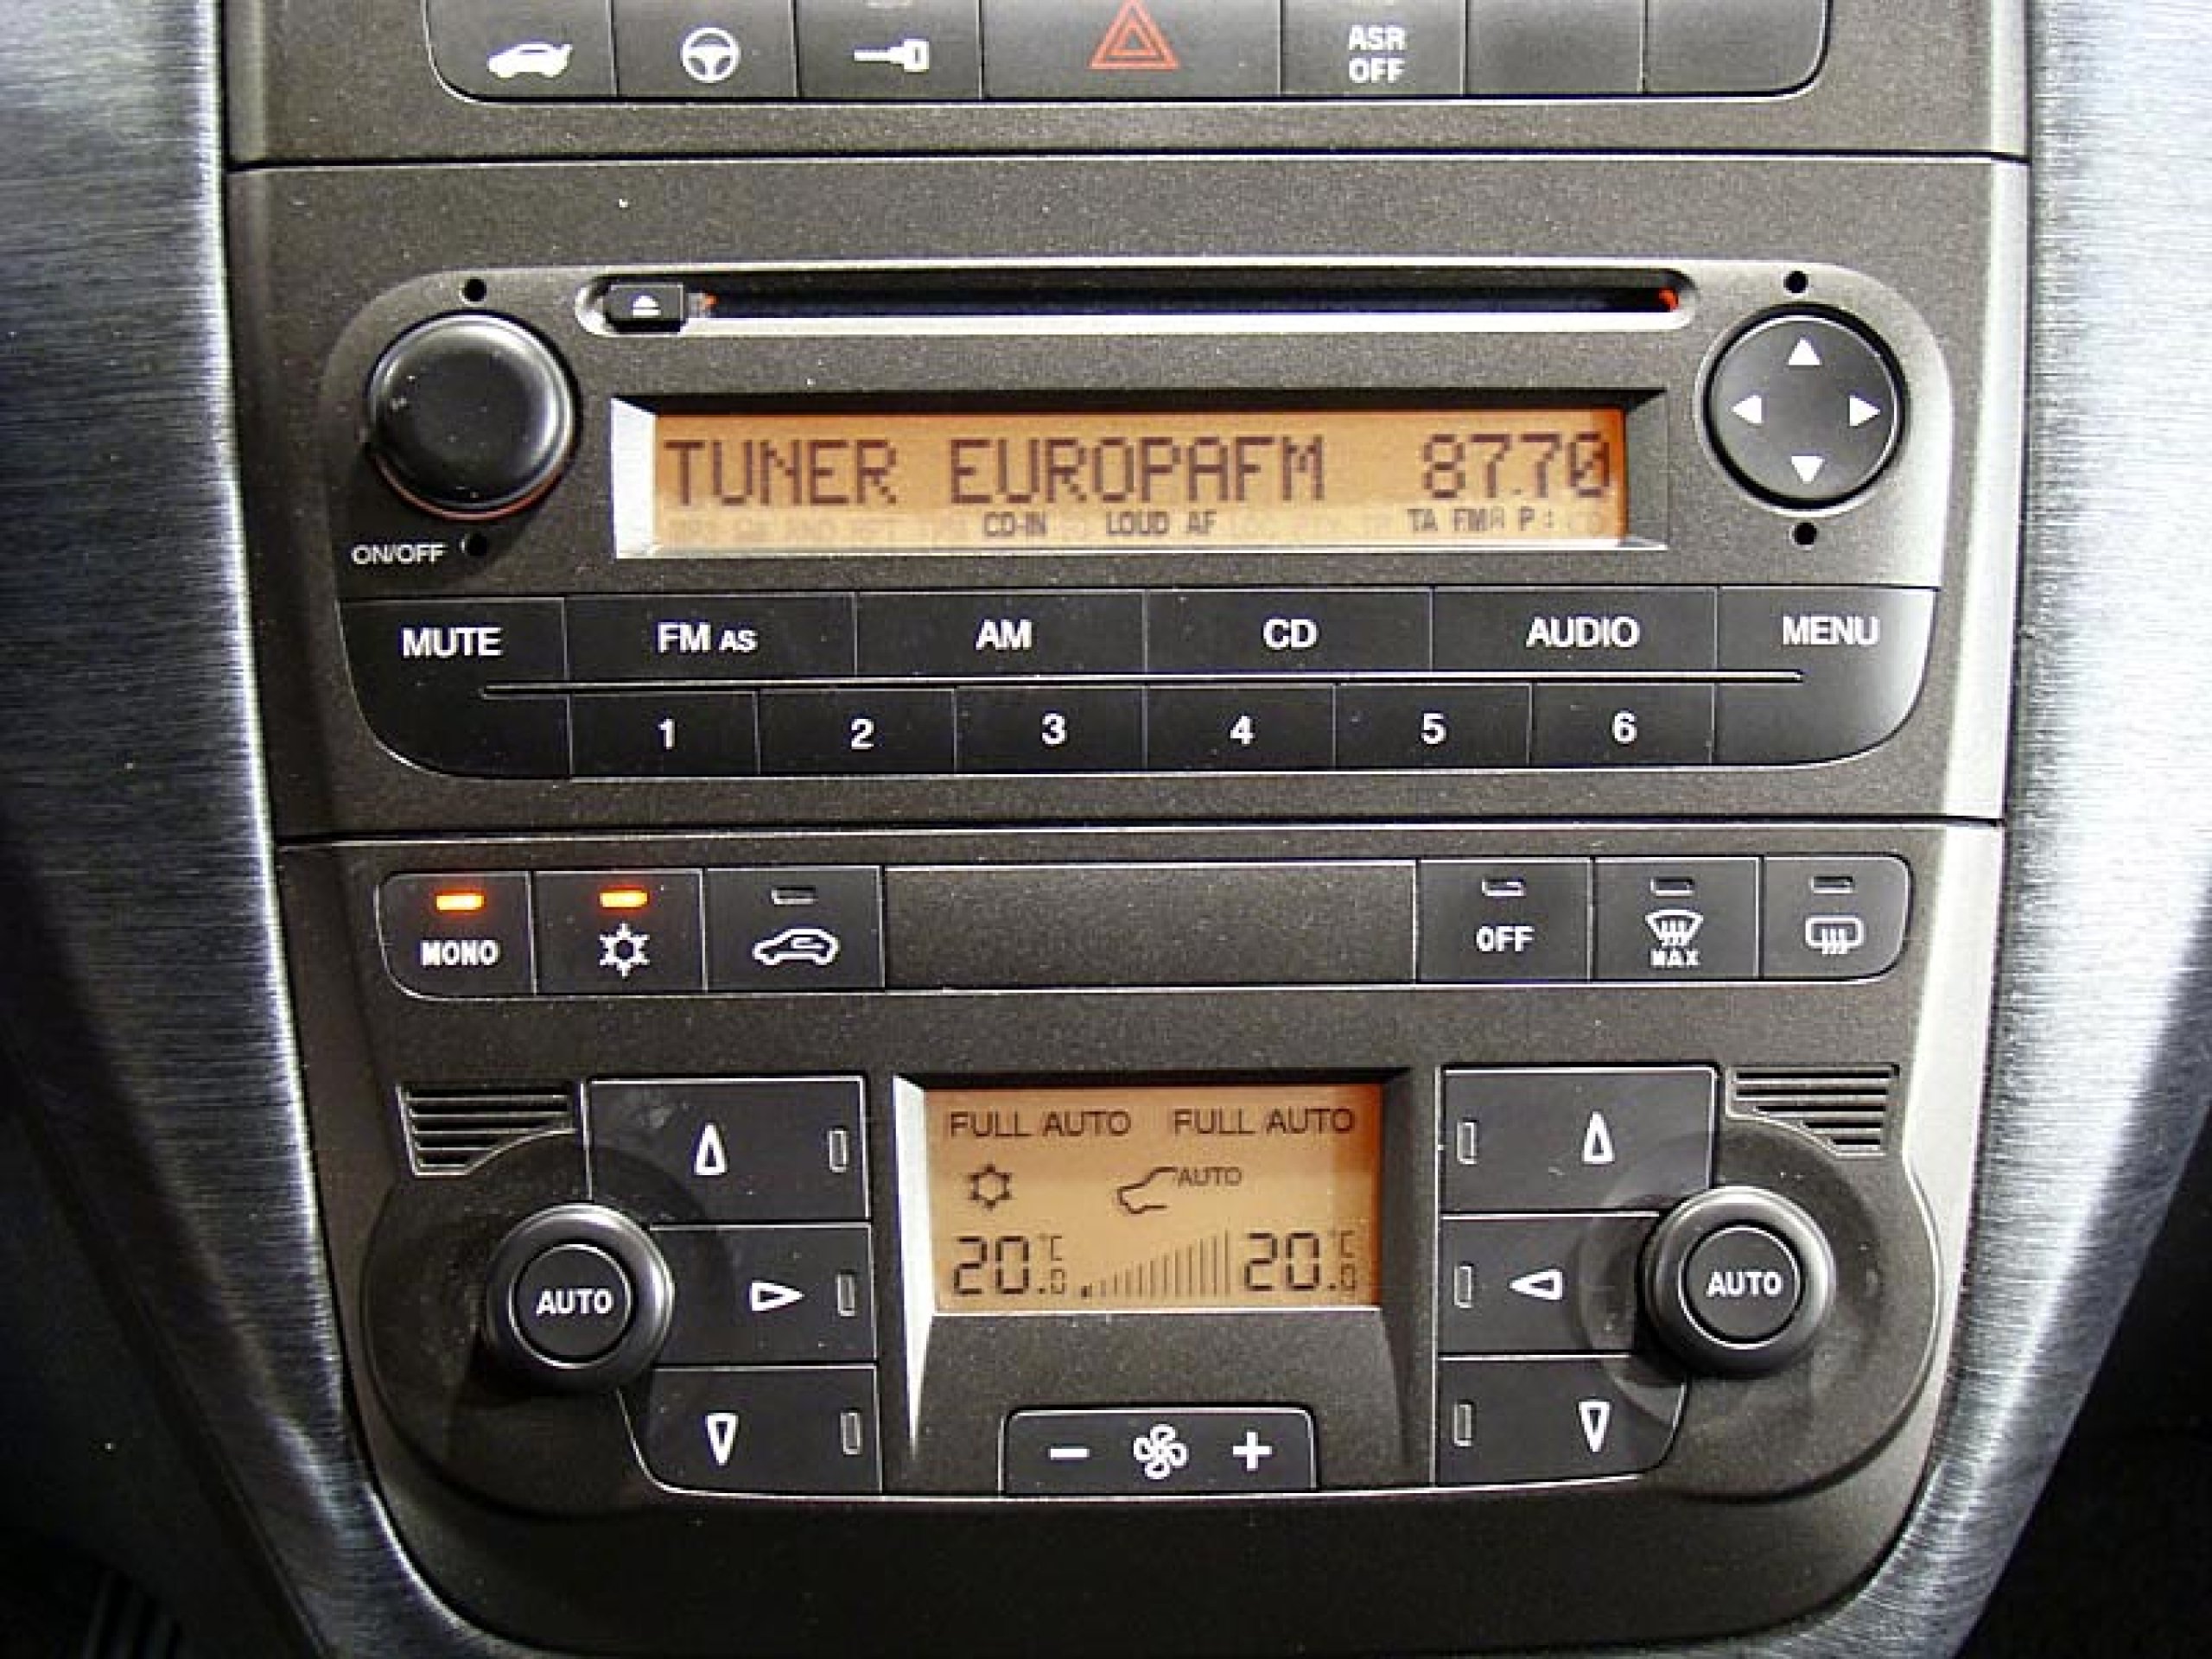 ASR
OFF
TUNER EUROPAFM 87.70
CD-IN LOUD AF TA FMA P :
ON/OFF
MUTE FM AS AM CD AUDIO MENU
1 2 3 4 5 6
MONO OFF MAX
FULL AUTO FULL AUTO
AUTO
20.0 °C 20.0 °C
AUTO AUTO
- +